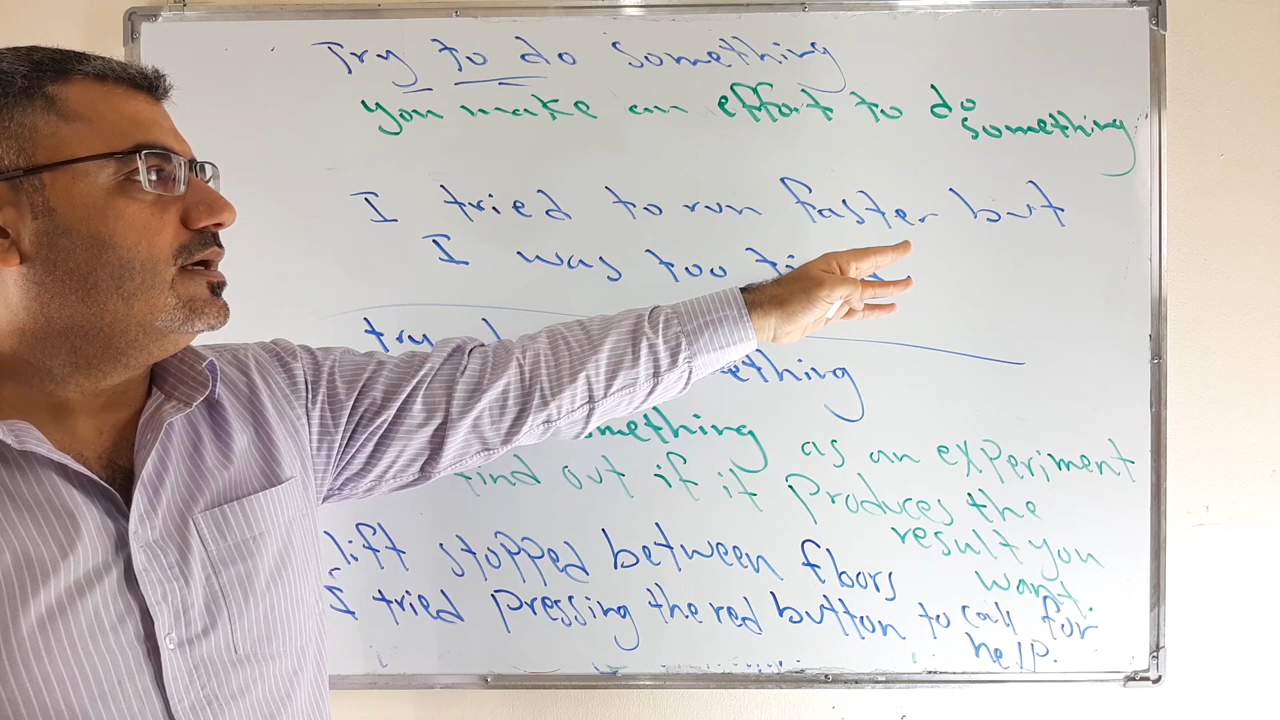 Try to do something
you make an effort to do something
I tried to run faster but
I was too
try
something as an experiment
find out if it produces the
result you
want.
lift stopped between floors
I tried pressing the red button to call for
help.